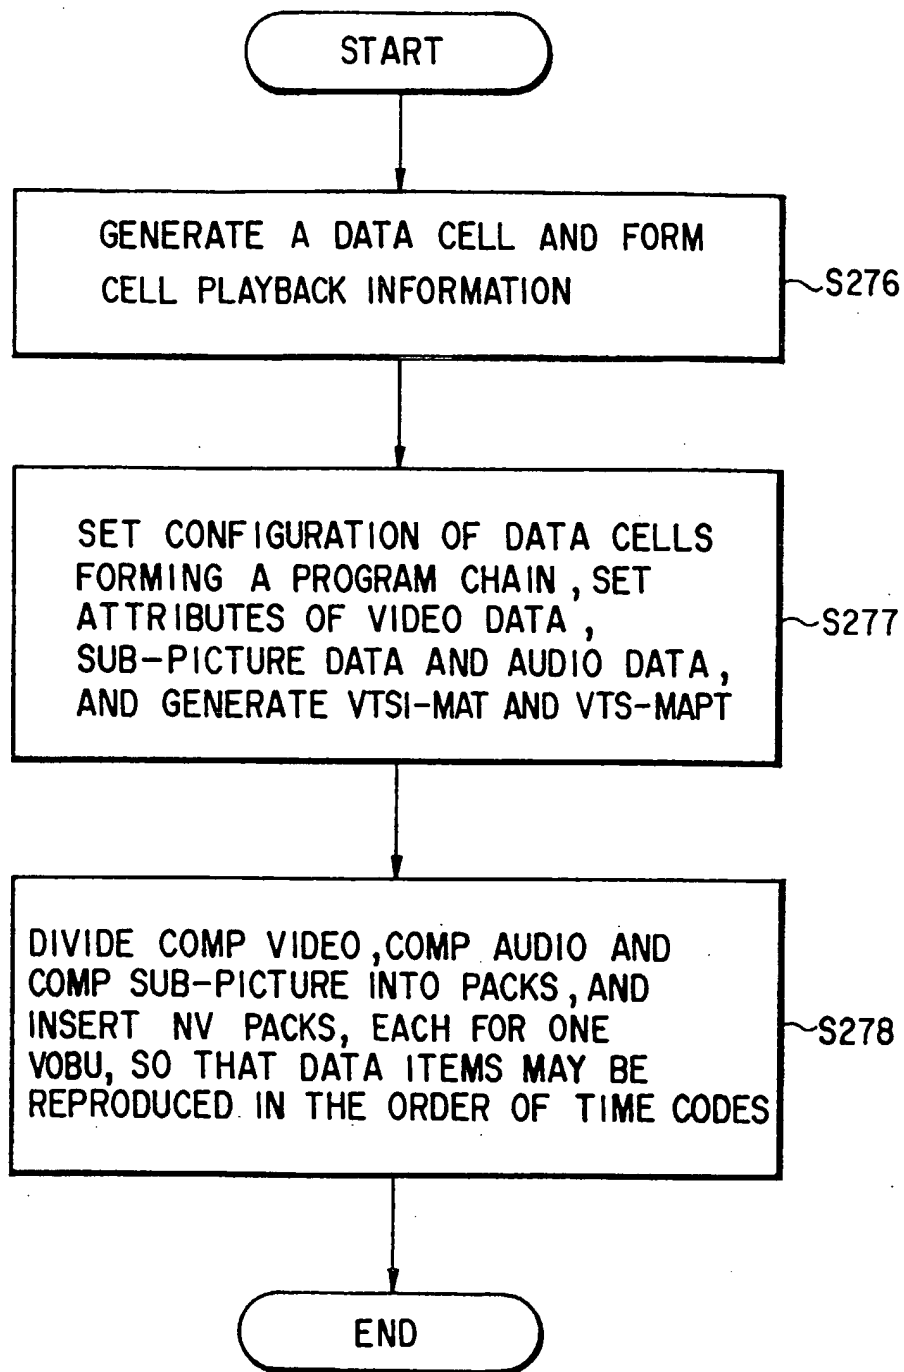 START
GENERATE A DATA CELL AND FORM
CELL PLAYBACK INFORMATION
S276
SET CONFIGURATION OF DATA CELLS
FORMING A PROGRAM CHAIN, SET
ATTRIBUTES OF VIDEO DATA,
SUB-PICTURE DATA AND AUDIO DATA,
AND GENERATE VTSI-MAT AND VTS-MAPT
S277
DIVIDE COMP VIDEO, COMP AUDIO AND
COMP SUB-PICTURE INTO PACKS, AND
INSERT NV PACKS, EACH FOR ONE
VOBU, SO THAT DATA ITEMS MAY BE
REPRODUCED IN THE ORDER OF TIME CODES
S278
END